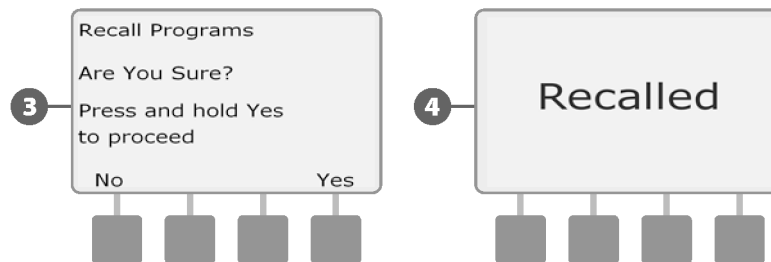 Recall Programs
Are You Sure?
3
Press and hold Yes
to proceed
No Yes
4
Recalled